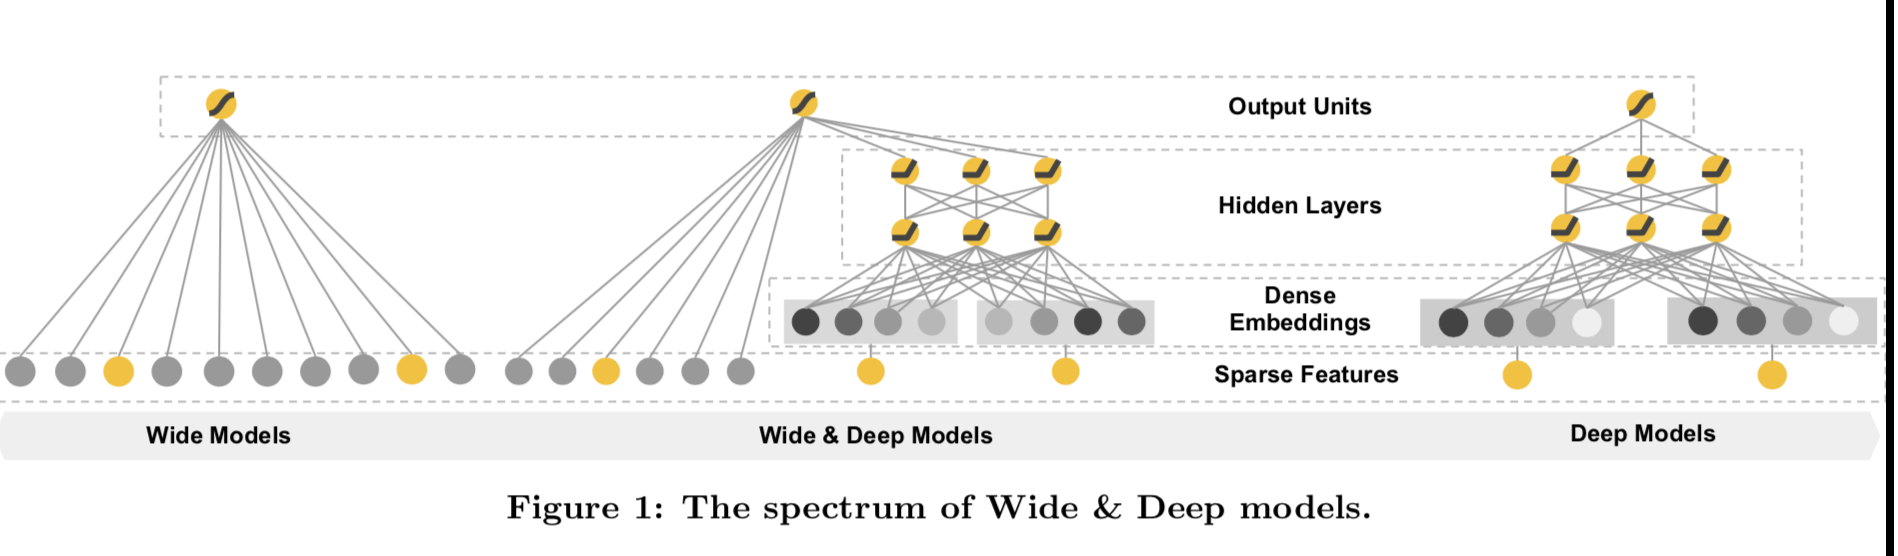 Output Units
Hidden Layers
Dense
Embeddings
Sparse Features
Wide Models
Wide & Deep Models
Deep Models
Figure 1: The spectrum of Wide & Deep models.